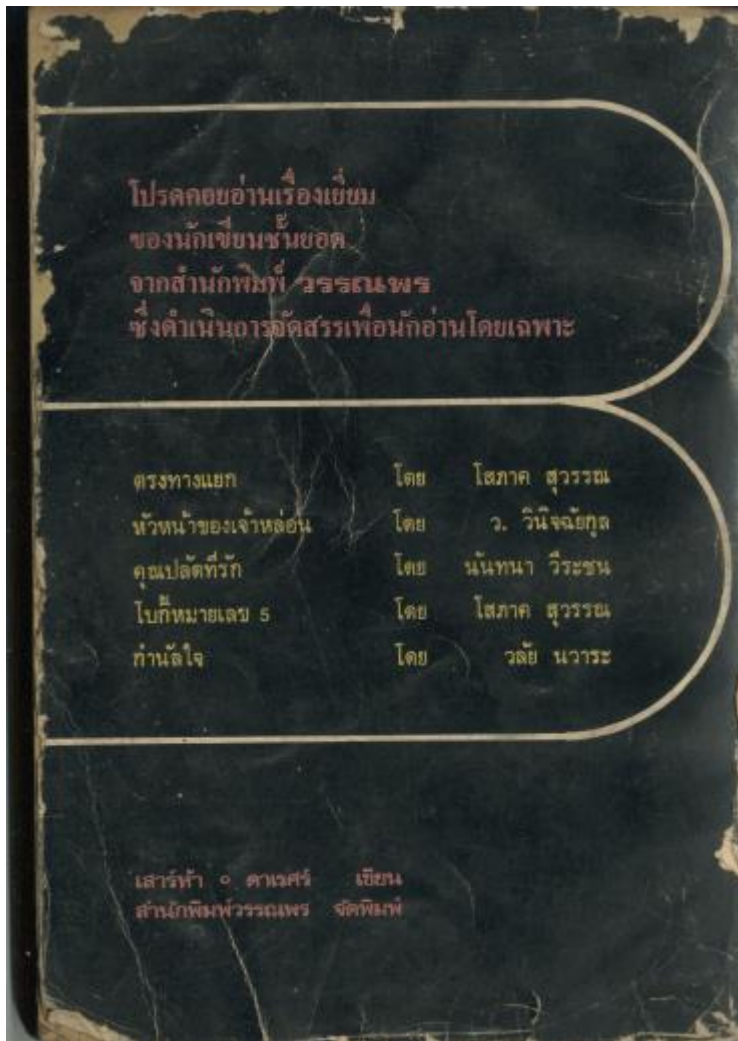 โปรดคอยอ่านเรื่องเยี่ยม
ของนักเขียนชั้นยอด
จากสำนักพิมพ์ วรรณพร
ซึ่งดำเนินการจัดสรรเพื่อนักอ่านโดยเฉพาะ
ตรงทางแยก โดย โสภาค สุวรรณ
หัวหน้าของเจ้าหล่อน โดย ว. วินิจฉัยกุล
คุณปลัดที่รัก โดย นันทนา วีระชน
ไบกี้หมายเลข 5 โดย โสภาค สุวรรณ
กำนัลใจ โดย วลัย นวาระ
เสาร์ห้า ๐ ดาเรศร์ เขียน
สำนักพิมพ์วรรณพร จัดพิมพ์